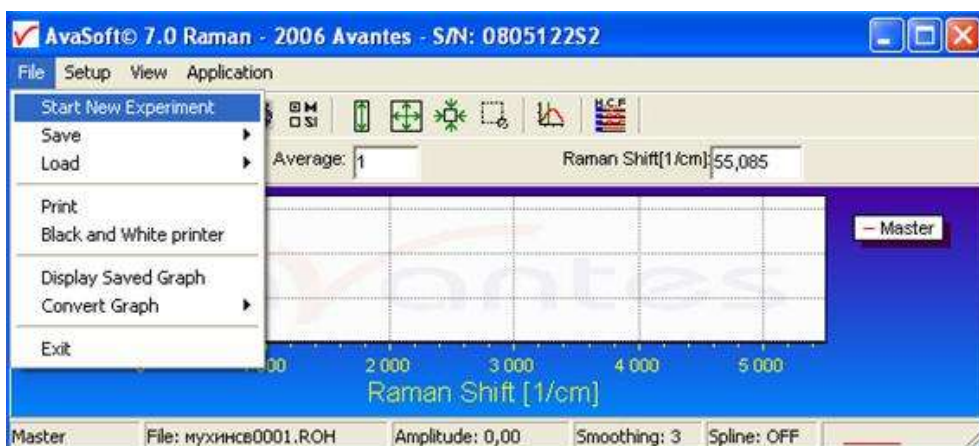 AvaSoft© 7.0 Raman - 2006 Avantes - S/N: 0805122S2
File Setup View Application
Start New Experiment
Save
Load
Print
Black and White printer
Display Saved Graph
Convert Graph
Exit
Average: 1 Raman Shift[1/cm]: 55,085
Master
avantes
2 000 3 000 4 000 5 000
Raman Shift [1/cm]
Master File: мухинсв0001.ROH Amplitude: 0,00 Smoothing: 3 Spline: OFF